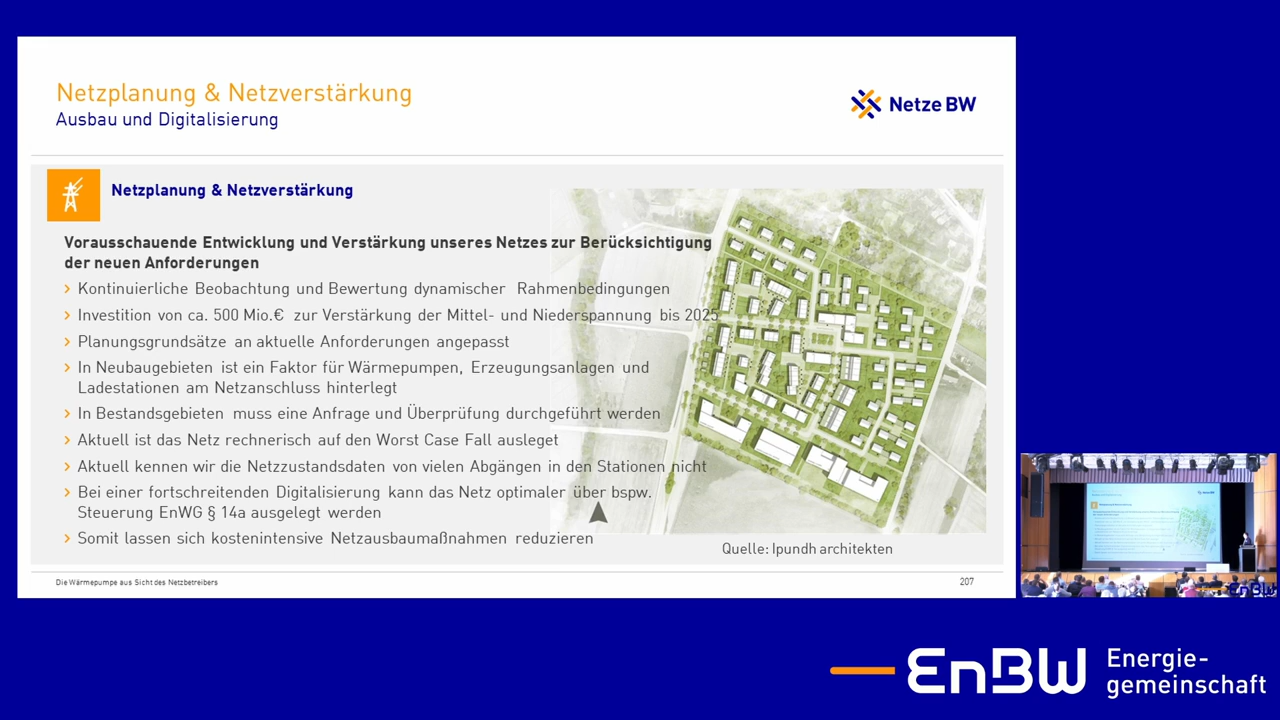 Netzplanung & Netzverstärkung
Ausbau und Digitalisierung
Netze BW
Netzplanung & Netzverstärkung
Vorausschauende Entwicklung und Verstärkung unseres Netzes zur Berücksichtigung
der neuen Anforderungen
› Kontinuierliche Beobachtung und Bewertung dynamischer Rahmenbedingungen
› Investition von ca. 500 Mio.€ zur Verstärkung der Mittel- und Niederspannung bis 2025
› Planungsgrundsätze an aktuelle Anforderungen angepasst
› In Neubaugebieten ist ein Faktor für Wärmepumpen, Erzeugungsanlagen und
Ladestationen am Netzanschluss hinterlegt
› In Bestandsgebieten muss eine Anfrage und Überprüfung durchgeführt werden
› Aktuell ist das Netz rechnerisch auf den Worst Case Fall ausleget
› Aktuell kennen wir die Netzzustandsdaten von vielen Abgängen in den Stationen nicht
› Bei einer fortschreitenden Digitalisierung kann das Netz optimaler über bspw.
Steuerung EnWG § 14a ausgelegt werden
› Somit lassen sich kostenintensive Netzausbaumaßnahmen reduzieren
Quelle: Ipundh architekten
Die Wärmepumpe aus Sicht des Netzbetreibers
207
EnBW
EnBW
Energie-
gemeinschaft